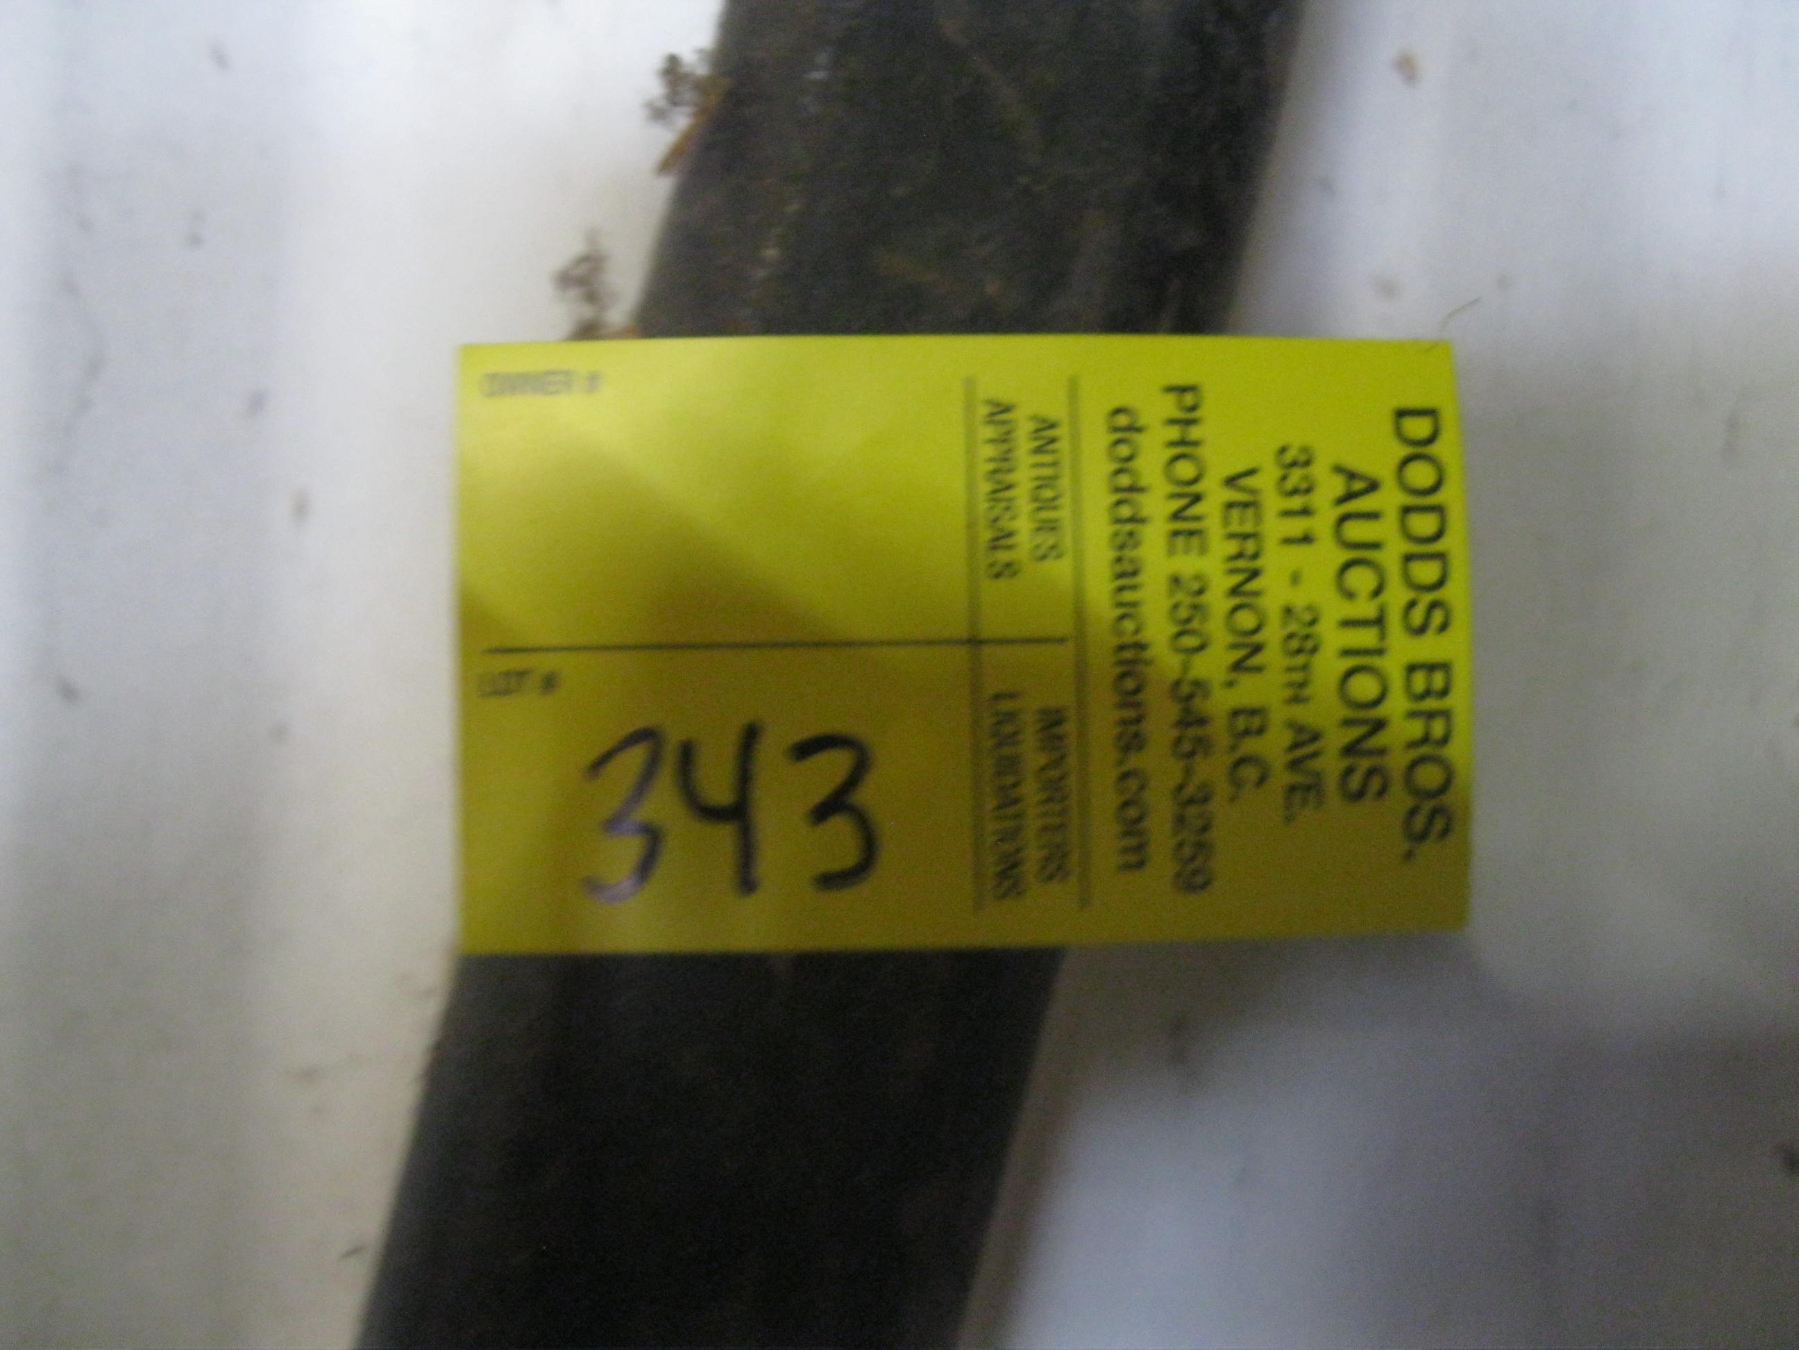 DODDS BROS.
AUCTIONS
3311 - 28TH AVE.
VERNON, B.C.
PHONE 250-545-3259
doddsauctions.com
ANTIQUES
APPRAISALS
IMPORTERS
LIQUIDATIONS
OWNER #
LOT #
343